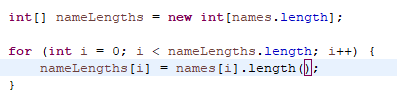 int[] nameLengths = new int[names.length];
for (int i = 0; i < nameLengths.length; i++) {
    nameLengths[i] = names[i].length();
}